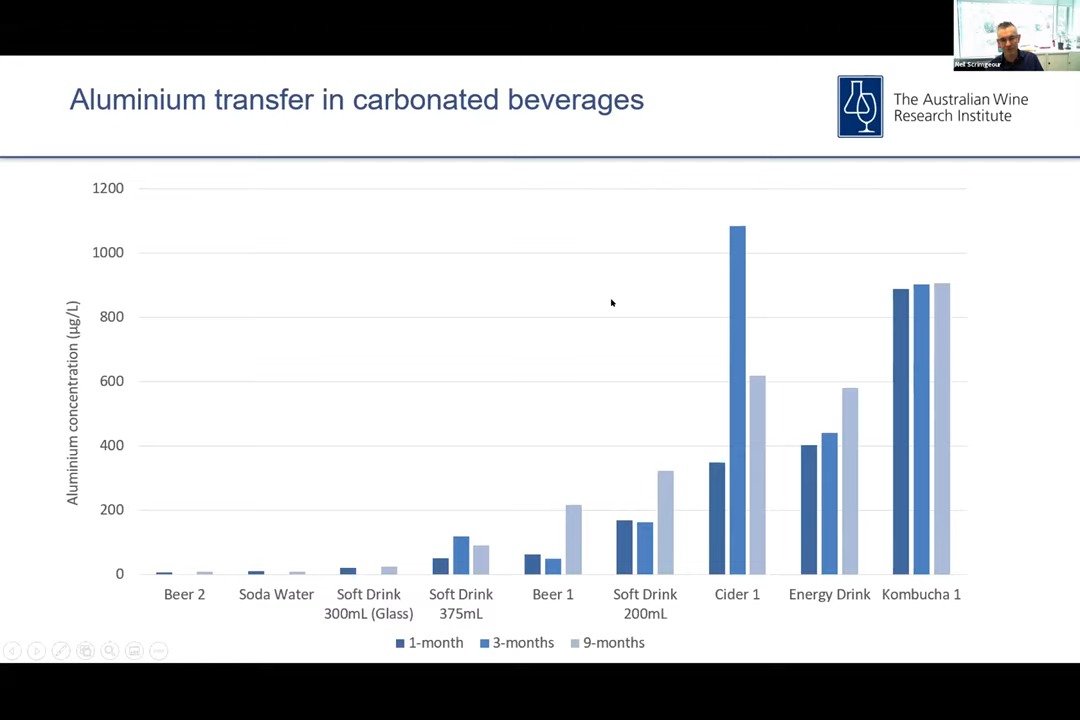 Neil Scrimgeour
Aluminium transfer in carbonated beverages
The Australian Wine
Research Institute
1200
1000
800
600
400
200
0
Aluminium concentration (µg/L)
Beer 2
Soda Water
Soft Drink
300mL (Glass)
Soft Drink
375mL
Beer 1
Soft Drink
200mL
Cider 1
Energy Drink
Kombucha 1
1-month
3-months
9-months